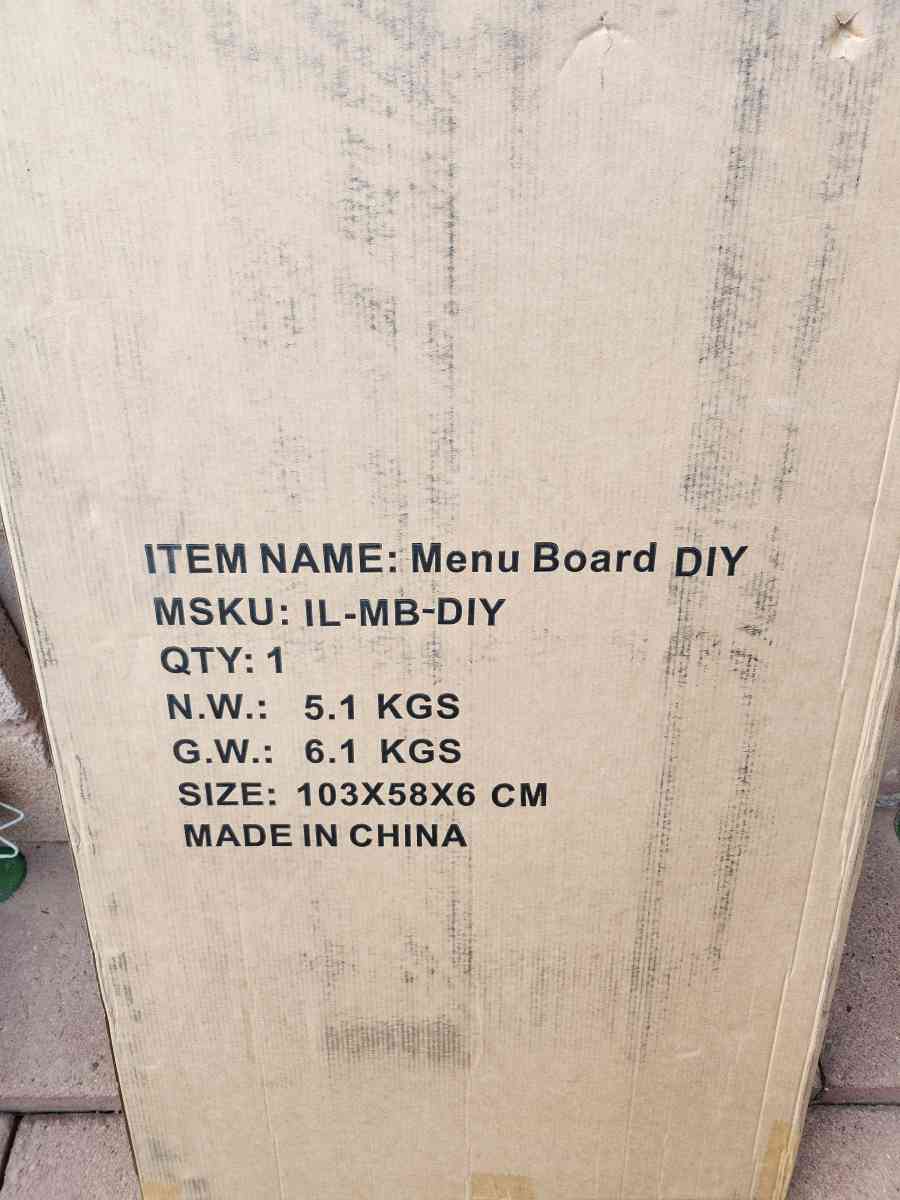 ITEM NAME: Menu Board DIY
MSKU: IL-MB-DIY
QTY: 1
N.W.: 5.1 KGS
G.W.: 6.1 KGS
SIZE: 103X58X6 CM
MADE IN CHINA